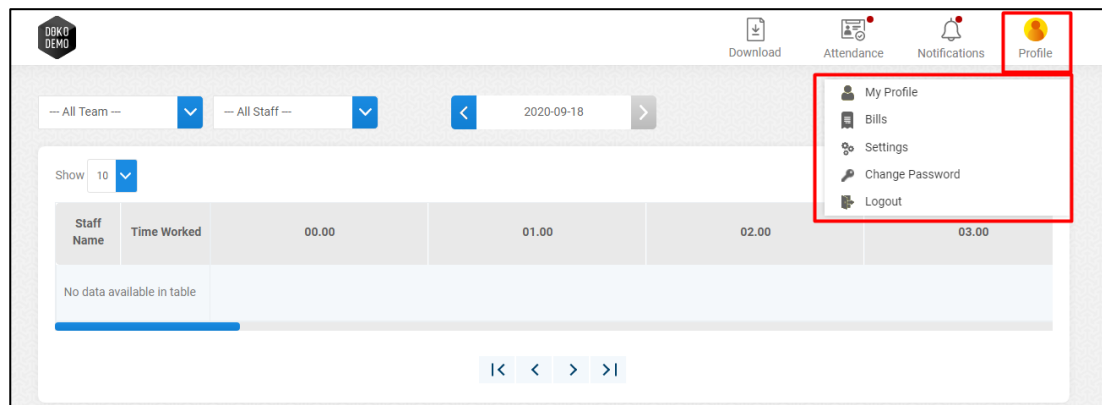 DØKO
DEMO
Download
Attendance
Notifications
Profile
--- All Team ---
--- All Staff ---
2020-09-18
My Profile
Bills
Settings
Change Password
Logout
Show 10
Staff Name
Time Worked
00.00
01.00
02.00
03.00
No data available in table